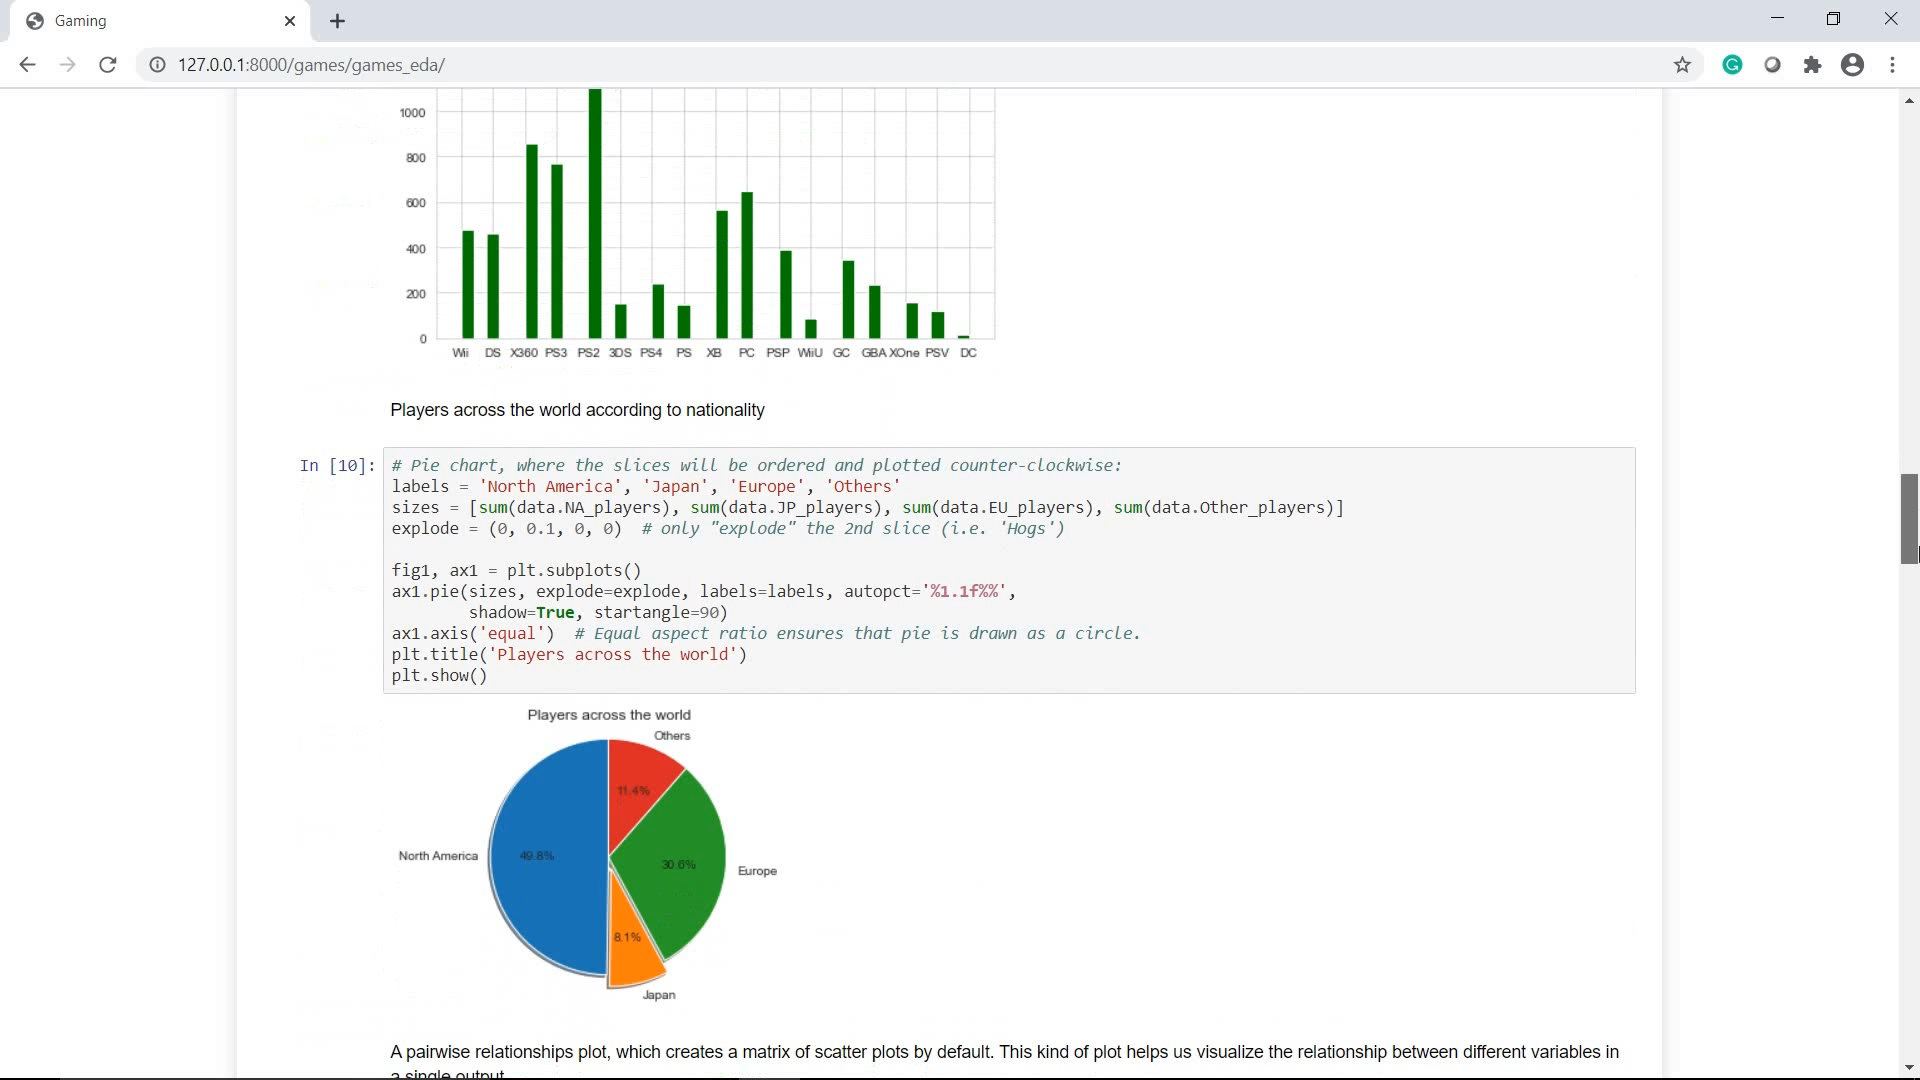 Gaming
127.0.0.1:8000/games/games_eda/
1000
800
600
400
200
0
Wii DS X360 PS3 PS2 3DS PS4 PS XB PC PSP WiiU GC GBA XOne PSV DC
Players across the world according to nationality
In [10]:
# Pie chart, where the slices will be ordered and plotted counter-clockwise:
labels = 'North America', 'Japan', 'Europe', 'Others'
sizes = [sum(data.NA_players), sum(data.JP_players), sum(data.EU_players), sum(data.Other_players)]
explode = (0, 0.1, 0, 0)  # only "explode" the 2nd slice (i.e. 'Hogs')
fig1, ax1 = plt.subplots()
ax1.pie(sizes, explode=explode, labels=labels, autopct='%1.1f%%',
        shadow=True, startangle=90)
ax1.axis('equal')  # Equal aspect ratio ensures that pie is drawn as a circle.
plt.title('Players across the world')
plt.show()
Players across the world
Others
11.4%
North America
49.8%
30.6%
Europe
8.1%
Japan
A pairwise relationships plot, which creates a matrix of scatter plots by default. This kind of plot helps us visualize the relationship between different variables in
a single output